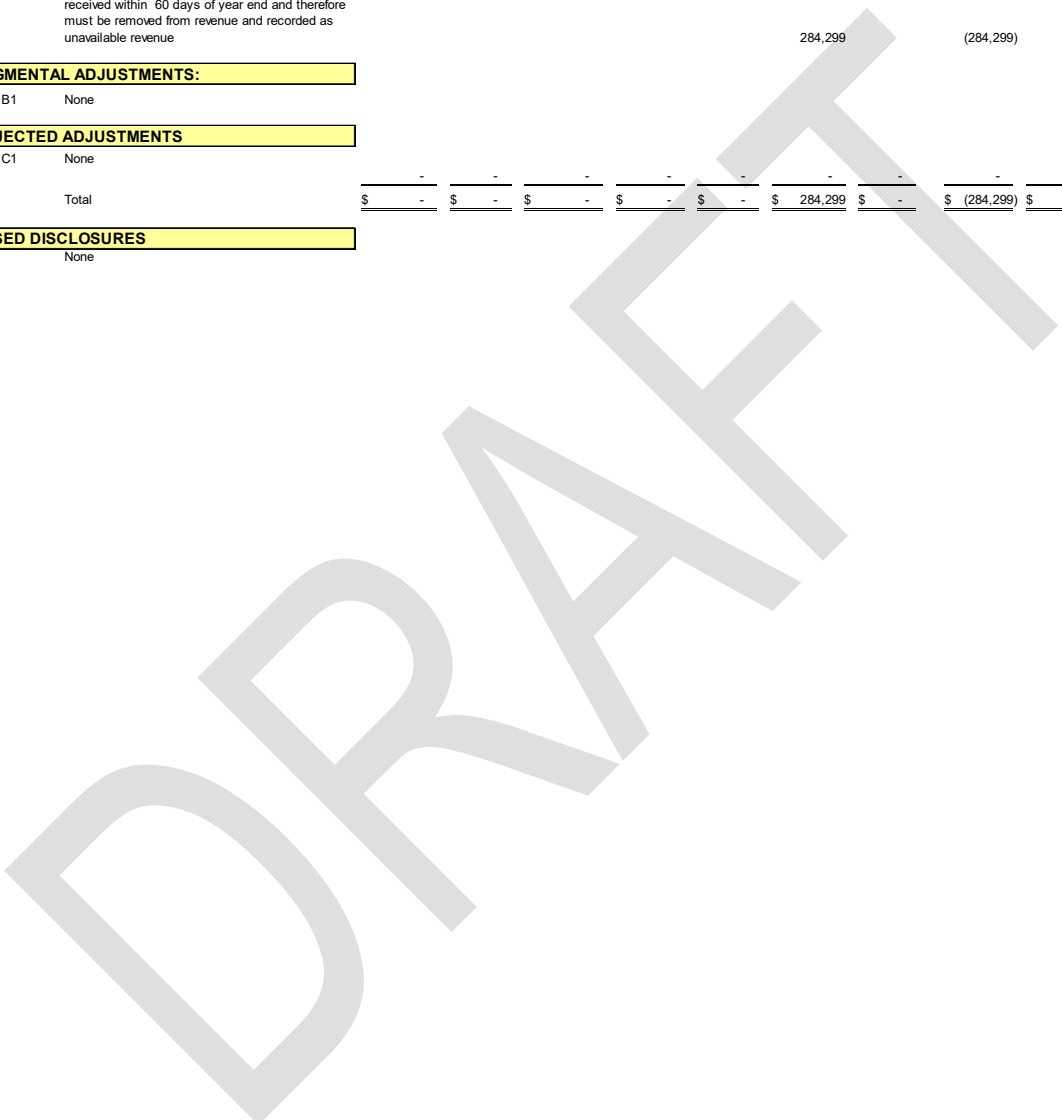 received within 60 days of year end and therefore
must be removed from revenue and recorded as
unavailable revenue 284,299 (284,299)
GMENTAL ADJUSTMENTS:
B1 None
JECTED ADJUSTMENTS
C1 None
- - - - - - - -
Total $ - $ - $ - $ - $ - $ 284,299 $ - $ (284,299) $
SED DISCLOSURES
None
DRAFT